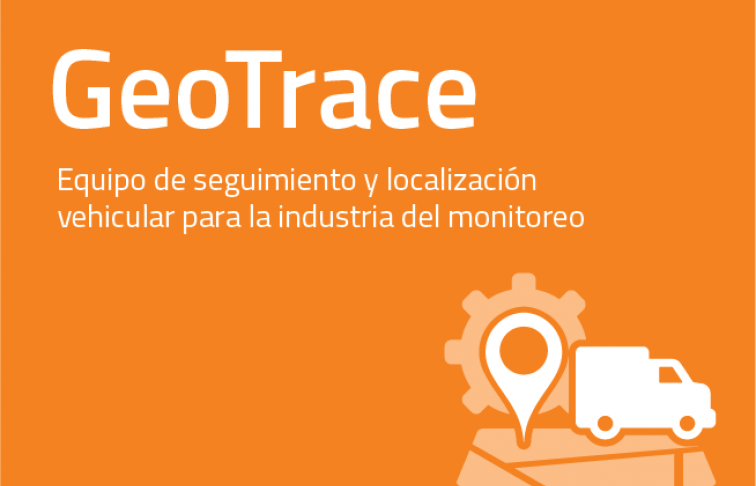 GeoTrace
Equipo de seguimiento y localización
vehicular para la industria del monitoreo